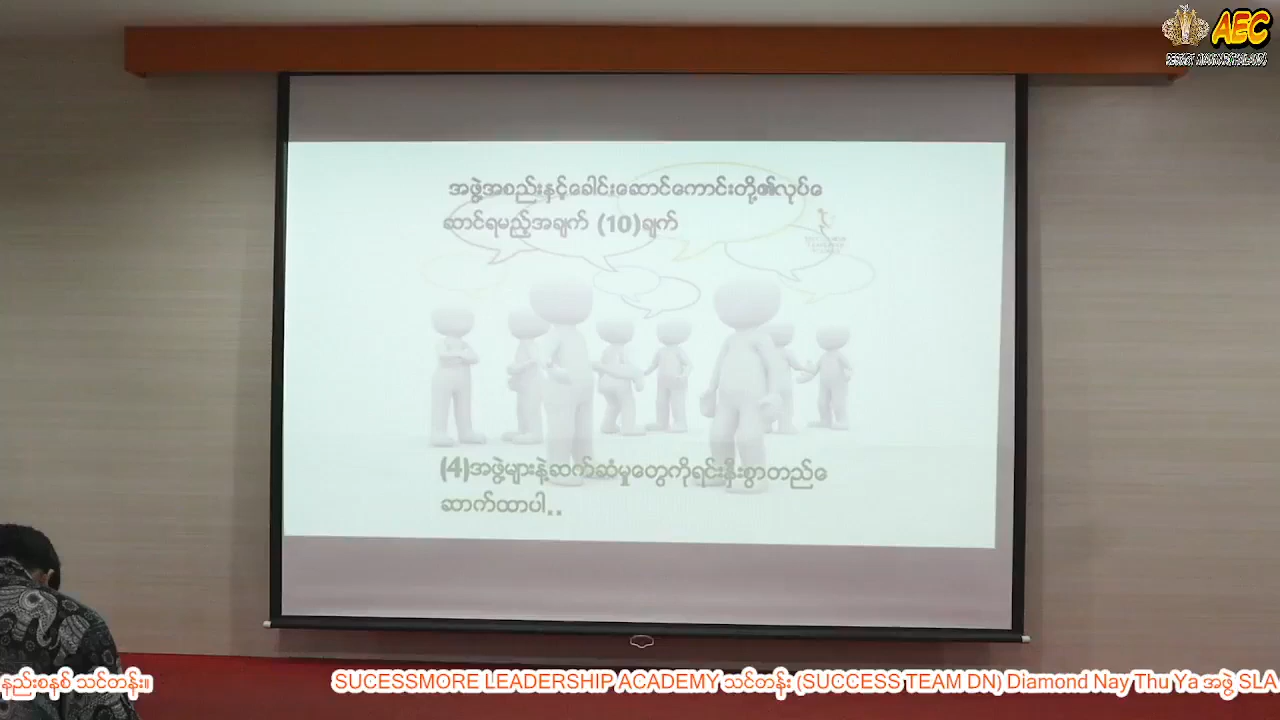 AEC
အဖွဲ့အစည်းနှင့်ခေါင်းဆောင်ကောင်းတို့၏လုပ်ေ
ဆာင်ရမည့်အချက် (10)ချက်
(4)အဖွဲ့များနဲ့ဆက်ဆံမှုတွေကိုရင်းနှီးစွာတည်ေ
ဆာက်ထာပါ..
နည်းစနစ် သင်တန်း။ SUCESSMORE LEADERSHIP ACADEMY သင်တန်း (SUCCESS TEAM DN) Diamond Nay Thu Ya အဖွဲ့ SLA